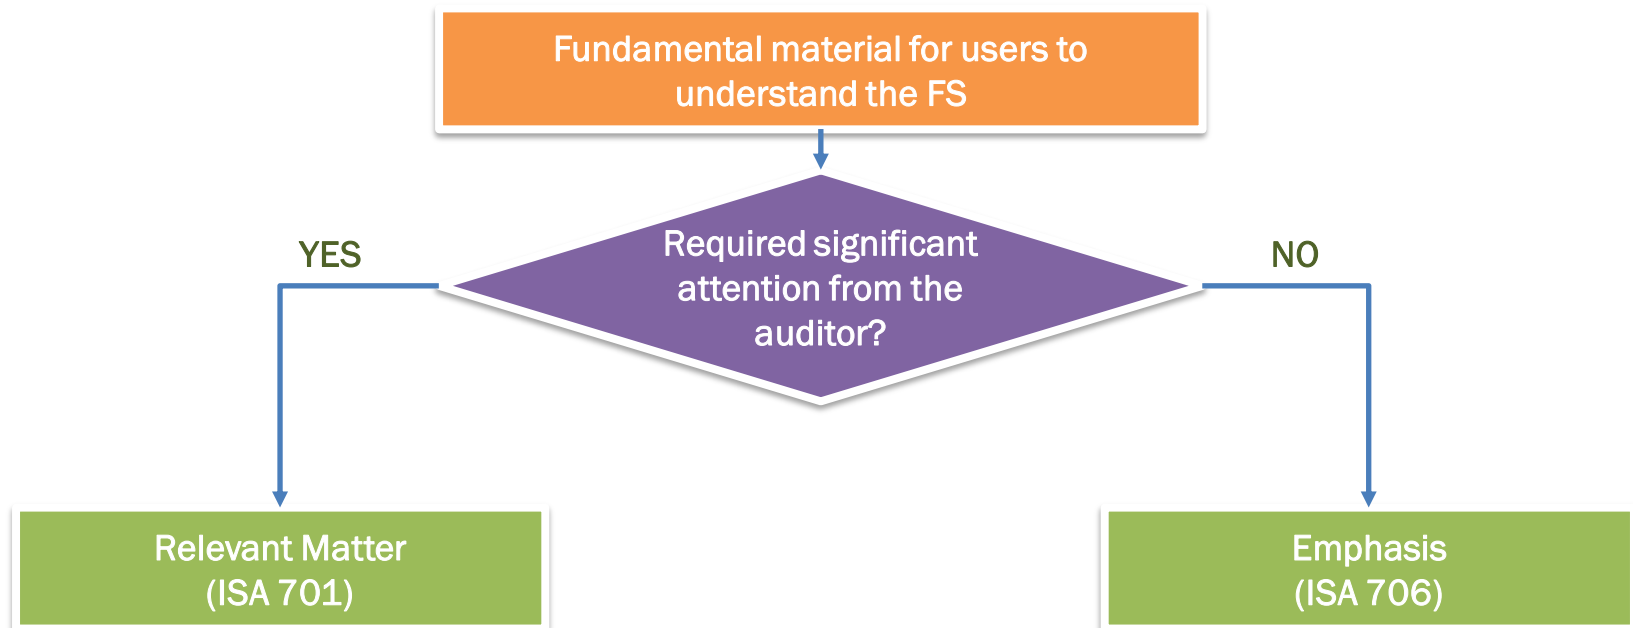 Fundamental material for users to
understand the FS
Required significant
attention from the
auditor?
YES
NO
Relevant Matter
(ISA 701)
Emphasis
(ISA 706)